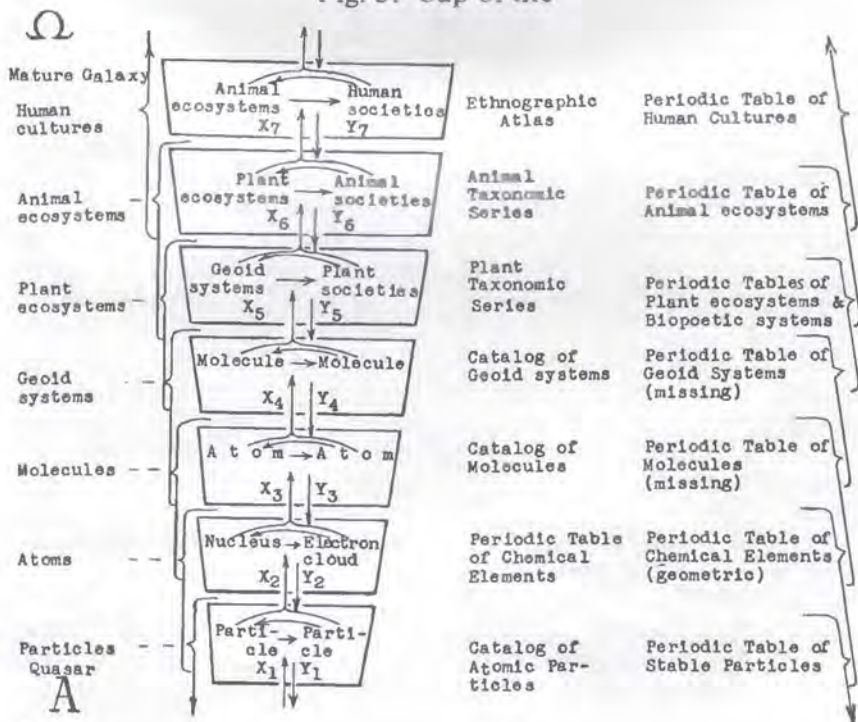 Ω
Mature Galaxy
Human
cultures
Animal
ecosystems
Human
societies
X7 Y7
Ethnographic
Atlas
Periodic Table of
Human Cultures
Animal
ecosystems
Plant
ecosystems
Animal
societies
X6 Y6
Animal
Taxonomic
Series
Periodic Table of
Animal ecosystems
Plant
ecosystems
Geoid
systems
Plant
societies
X5 Y5
Plant
Taxonomic
Series
Periodic Tables of
Plant ecosystems &
Biopoetic systems
Geoid
systems
Molecule Molecule
X4 Y4
Catalog of
Geoid systems
Periodic Table of
Geoid Systems
(missing)
Molecules
Atom Atom
X3 Y3
Catalog of
Molecules
Periodic Table of
Molecules
(missing)
Atoms
Nucleus Electron
cloud
X2 Y2
Periodic Table
of Chemical
Elements
Periodic Table of
Chemical Elements
(geometric)
Particles
Quasar
A
Parti-
cle
Parti-
cle
X1 Y1
Catalog of
Atomic Par-
ticles
Periodic Table of
Stable Particles